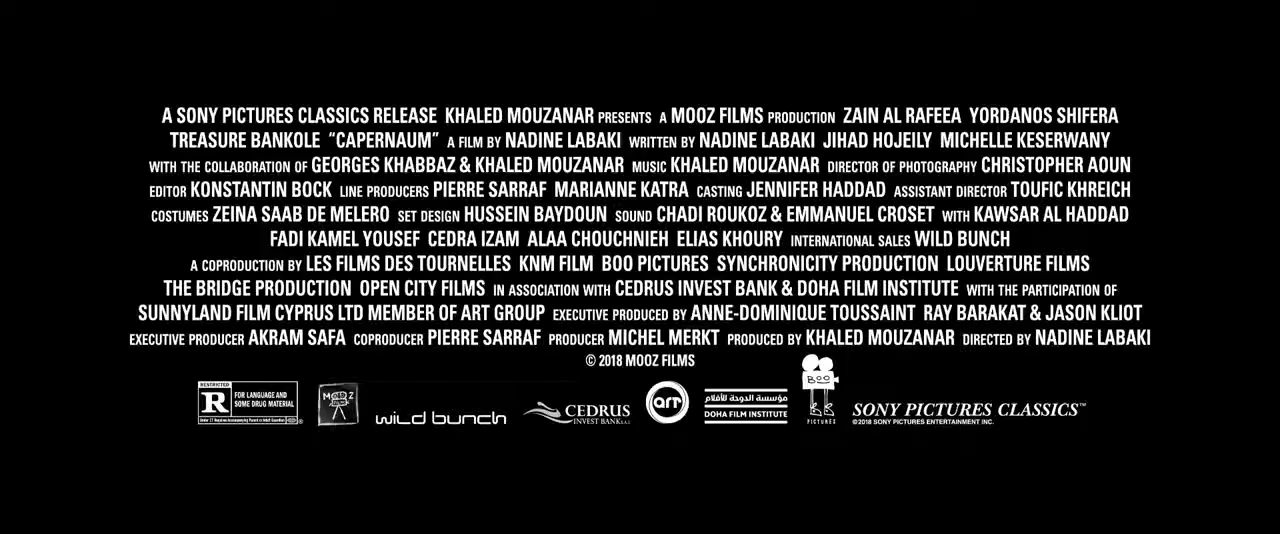 A SONY PICTURES CLASSICS RELEASE KHALED MOUZANAR PRESENTS A MOOZ FILMS PRODUCTION ZAIN AL RAFEEA YORDANOS SHIFERA
TREASURE BANKOLE "CAPERNAUM" A FILM BY NADINE LABAKI WRITTEN BY NADINE LABAKI JIHAD HOJEILY MICHELLE KESERWANY
WITH THE COLLABORATION OF GEORGES KHABBAZ & KHALED MOUZANAR MUSIC KHALED MOUZANAR DIRECTOR OF PHOTOGRAPHY CHRISTOPHER AOUN
EDITOR KONSTANTIN BOCK LINE PRODUCERS PIERRE SARRAF MARIANNE KATRA CASTING JENNIFER HADDAD ASSISTANT DIRECTOR TOUFIC KHREICH
COSTUMES ZEINA SAAB DE MELERO SET DESIGN HUSSEIN BAYDOUN SOUND CHADI ROUKOZ & EMMANUEL CROSET WITH KAWSAR AL HADDAD
FADI KAMEL YOUSEF CEDRA IZAM ALAA CHOUCHNIEH ELIAS KHOURY INTERNATIONAL SALES WILD BUNCH
A COPRODUCTION BY LES FILMS DES TOURNELLES KNM FILM BOO PICTURES SYNCHRONICITY PRODUCTION LOUVERTURE FILMS
THE BRIDGE PRODUCTION OPEN CITY FILMS IN ASSOCIATION WITH CEDRUS INVEST BANK & DOHA FILM INSTITUTE WITH THE PARTICIPATION OF
SUNNYLAND FILM CYPRUS LTD MEMBER OF ART GROUP EXECUTIVE PRODUCED BY ANNE-DOMINIQUE TOUSSAINT RAY BARAKAT & JASON KLIOT
EXECUTIVE PRODUCER AKRAM SAFA COPRODUCER PIERRE SARRAF PRODUCER MICHEL MERKT PRODUCED BY KHALED MOUZANAR DIRECTED BY NADINE LABAKI
© 2018 MOOZ FILMS
RESTRICTED
R FOR LANGUAGE AND
SOME DRUG MATERIAL
Under 17 Requires Accompanying Parent or Adult Guardian
M Z
wild bunch
CEDRUS
INVEST BANK S.A.L
art
مؤسسة الدوحة للأفلام
DOHA FILM INSTITUTE
BOO
PICTURES
SONY PICTURES CLASSICS™
©2018 SONY PICTURES ENTERTAINMENT INC.